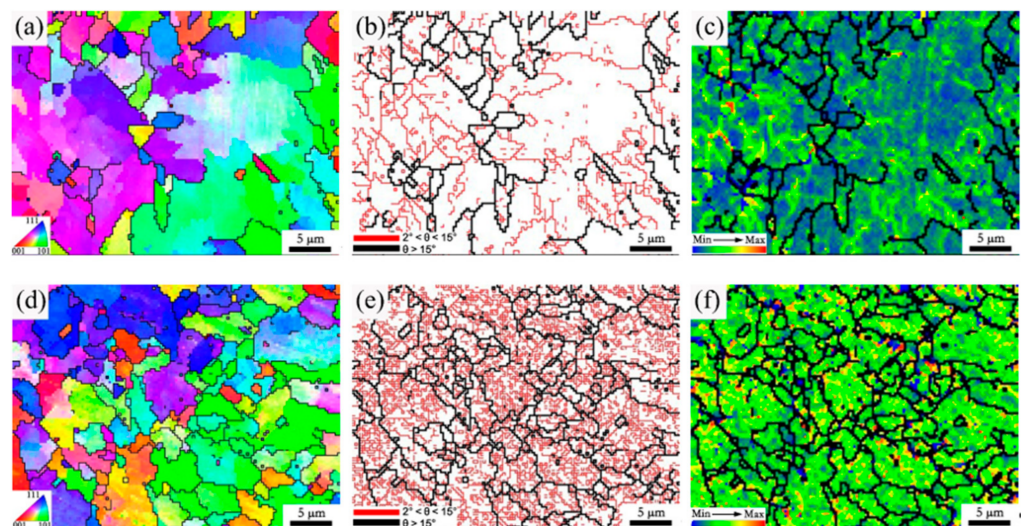 (a)
111
001 101
5 μm
(b)
2° < θ < 15°
θ > 15°
5 μm
(c)
Min Max
5 μm
(d)
111
001 101
5 μm
(e)
2° < θ < 15°
θ > 15°
5 μm
(f)
Min Max
5 μm